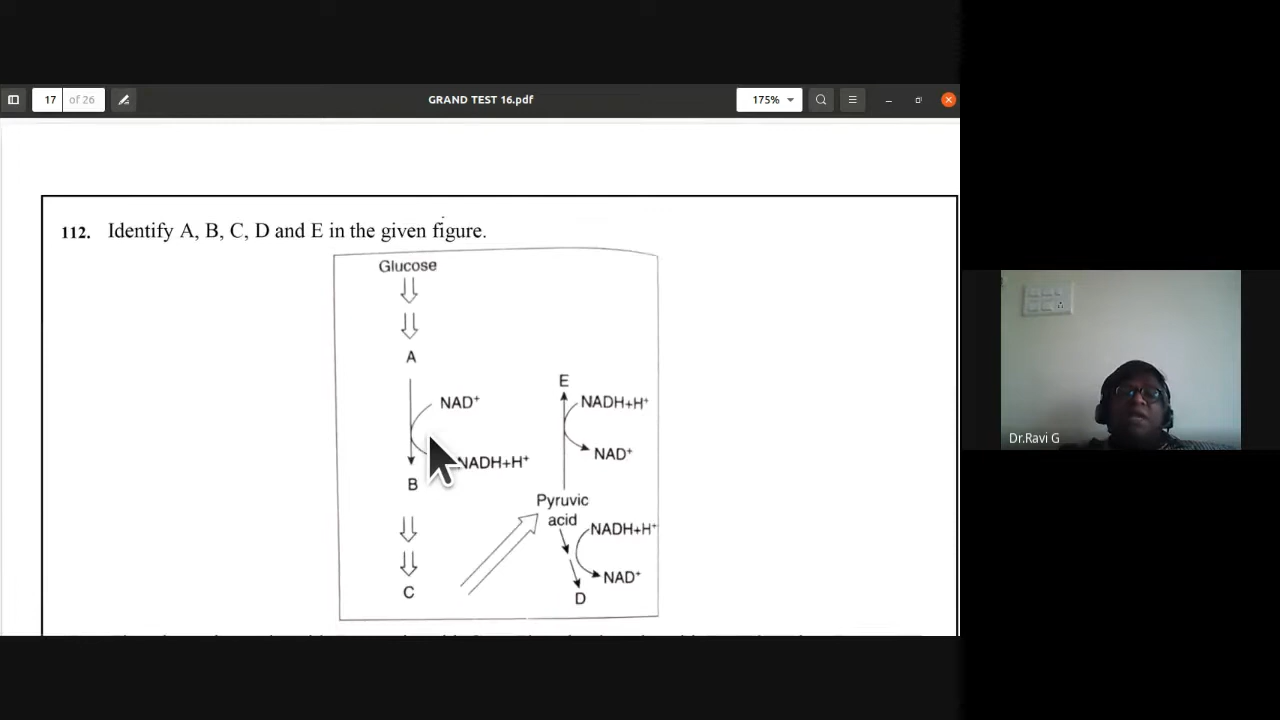 17 of 26
GRAND TEST 16.pdf
175%
112. Identify A, B, C, D and E in the given figure.
Glucose
A
NAD⁺
NADH+H⁺
B
C
E
NADH+H⁺
NAD⁺
Pyruvic
acid
NADH+H⁺
NAD⁺
D
Dr.Ravi G